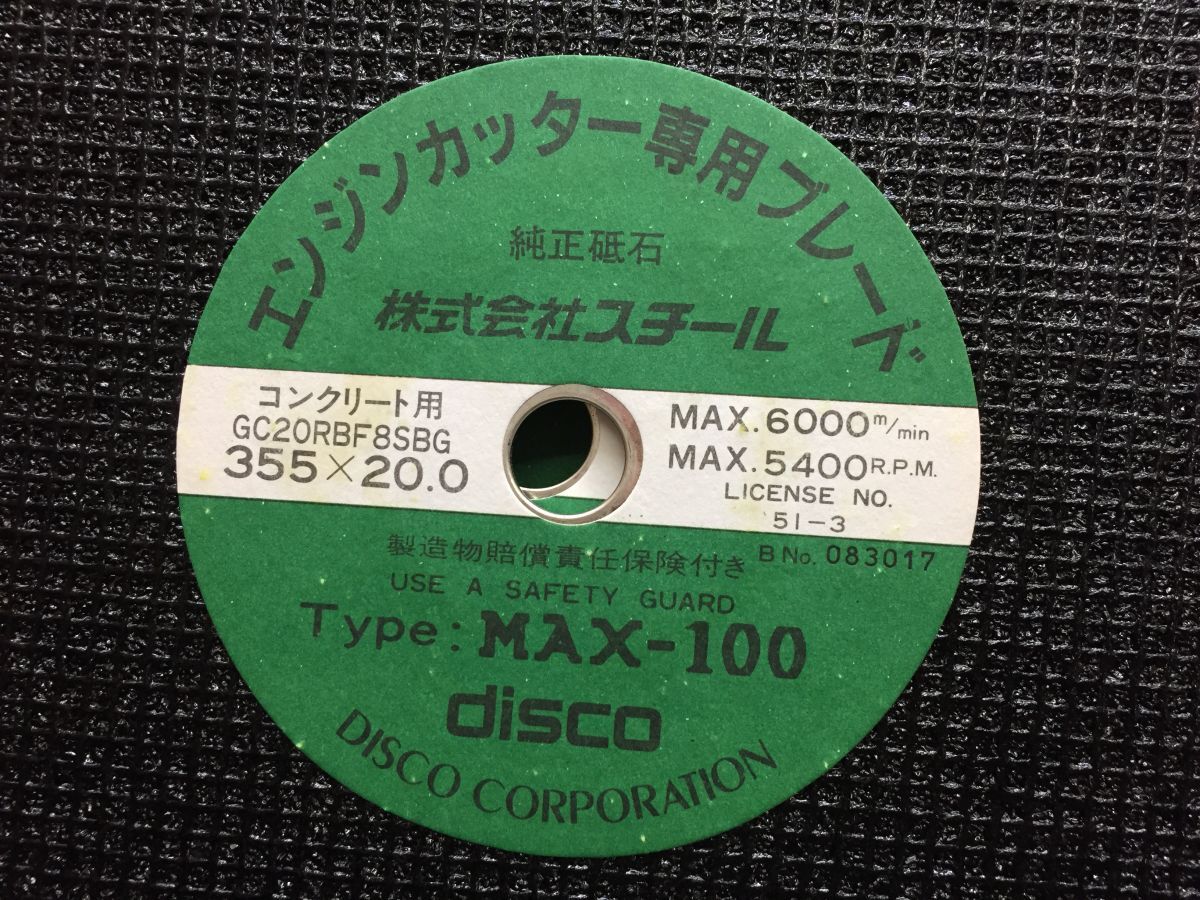 エンジンカッター専用ブレード
純正砥石
株式会社スチール
コンクリート用
GC20RBF8SBG
355×20.0
MAX.6000m/min
MAX.5400R.P.M.
LICENSE NO.
51-3
製造物賠償責任保険付き
B No. 083017
USE A SAFETY GUARD
Type: MAX-100
disco
DISCO CORPORATION